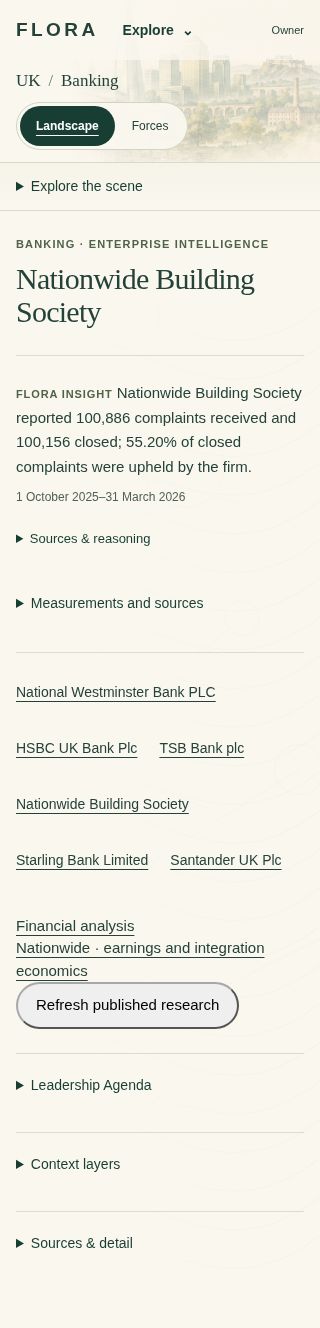 FLORA Explore Owner
UK / Banking
Landscape Forces
Explore the scene
BANKING · ENTERPRISE INTELLIGENCE
Nationwide Building
Society
FLORA INSIGHT Nationwide Building Society
reported 100,886 complaints received and
100,156 closed; 55.20% of closed
complaints were upheld by the firm.
1 October 2025–31 March 2026
Sources & reasoning
Measurements and sources
National Westminster Bank PLC
HSBC UK Bank Plc TSB Bank plc
Nationwide Building Society
Starling Bank Limited Santander UK Plc
Financial analysis
Nationwide · earnings and integration
economics
Refresh published research
Leadership Agenda
Context layers
Sources & detail